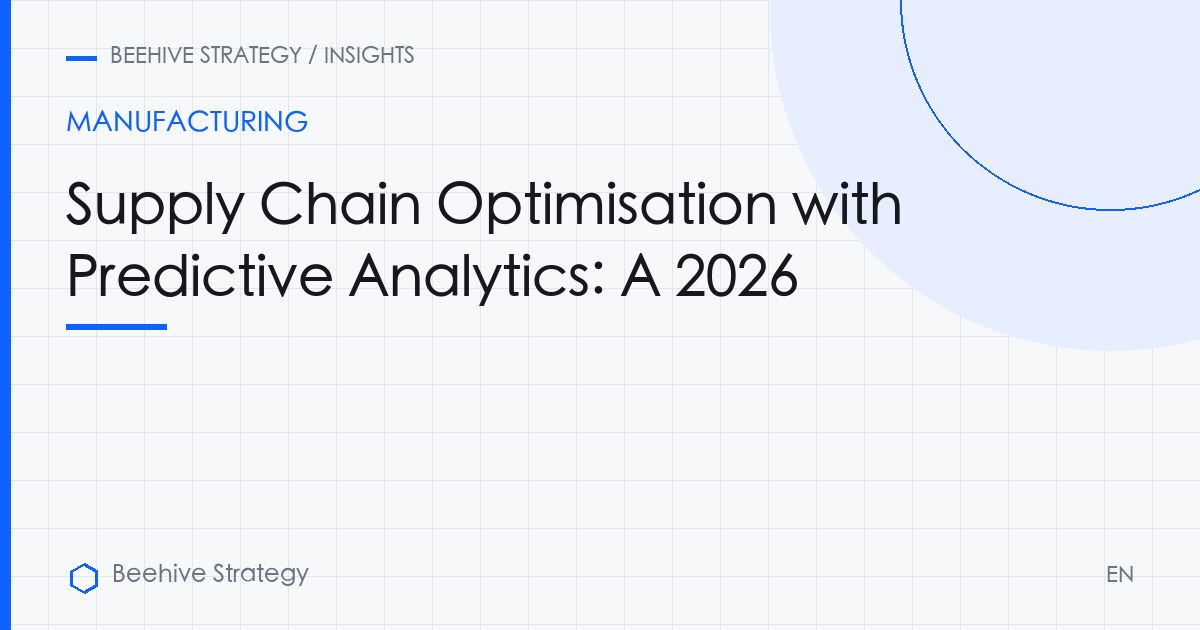 BEEHIVE STRATEGY / INSIGHTS
MANUFACTURING
Supply Chain Optimisation with
Predictive Analytics: A 2026
Beehive Strategy
EN